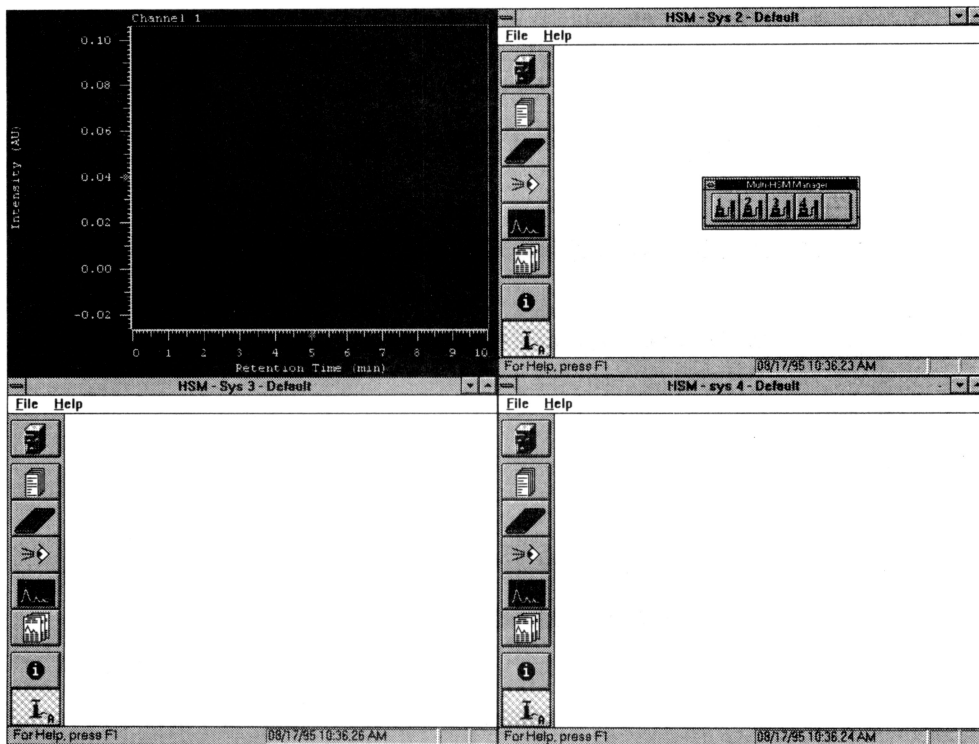 Channel 1
Intensity (AU)
0.10
0.08
0.06
0.04
0.02
0.00
-0.02
0 1 2 3 4 5 6 7 8 9 10
Retention Time (min)
HSM - Sys 2 - Default
File Help
Multi-HSM Manager
1 2 3 4
For Help, press F1 08/17/95 10:36:23 AM
HSM - Sys 3 - Default
File Help
For Help, press F1 08/17/95 10:36:26 AM
HSM - sys 4 - Default
File Help
For Help, press F1 08/17/95 10:36:24 AM